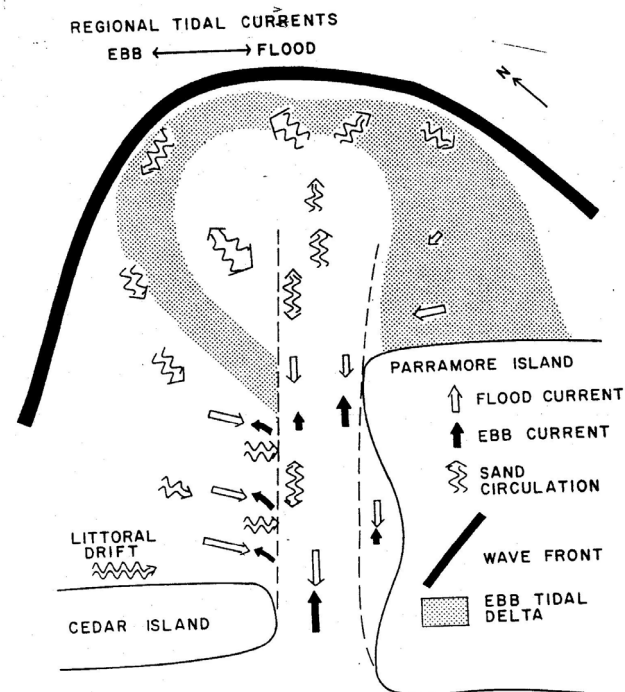 REGIONAL TIDAL CURRENTS
EBB FLOOD
N
PARRAMORE ISLAND
FLOOD CURRENT
EBB CURRENT
SAND
CIRCULATION
WAVE FRONT
EBB TIDAL
DELTA
LITTORAL
DRIFT
CEDAR ISLAND